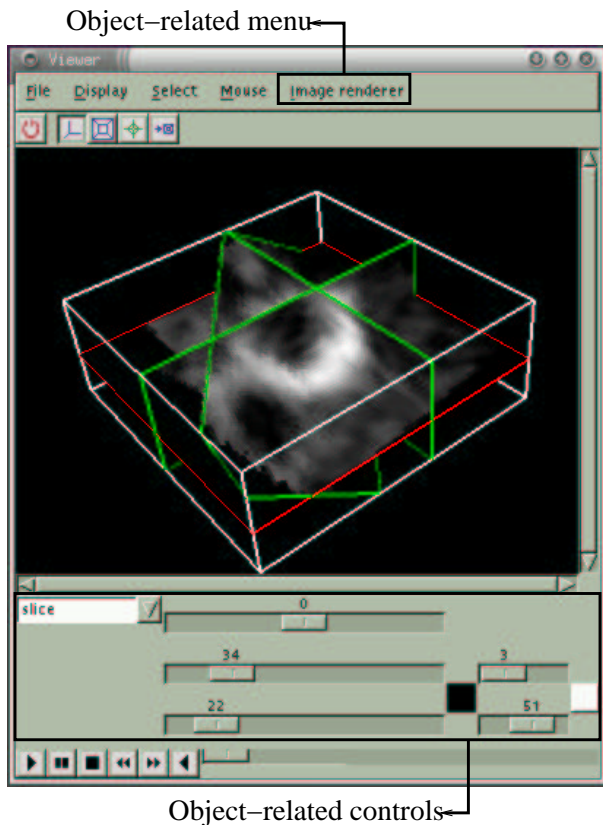 Object−related menu
Viewer
File Display Select Mouse Image renderer
slice
0
34 3
22 51
Object−related controls